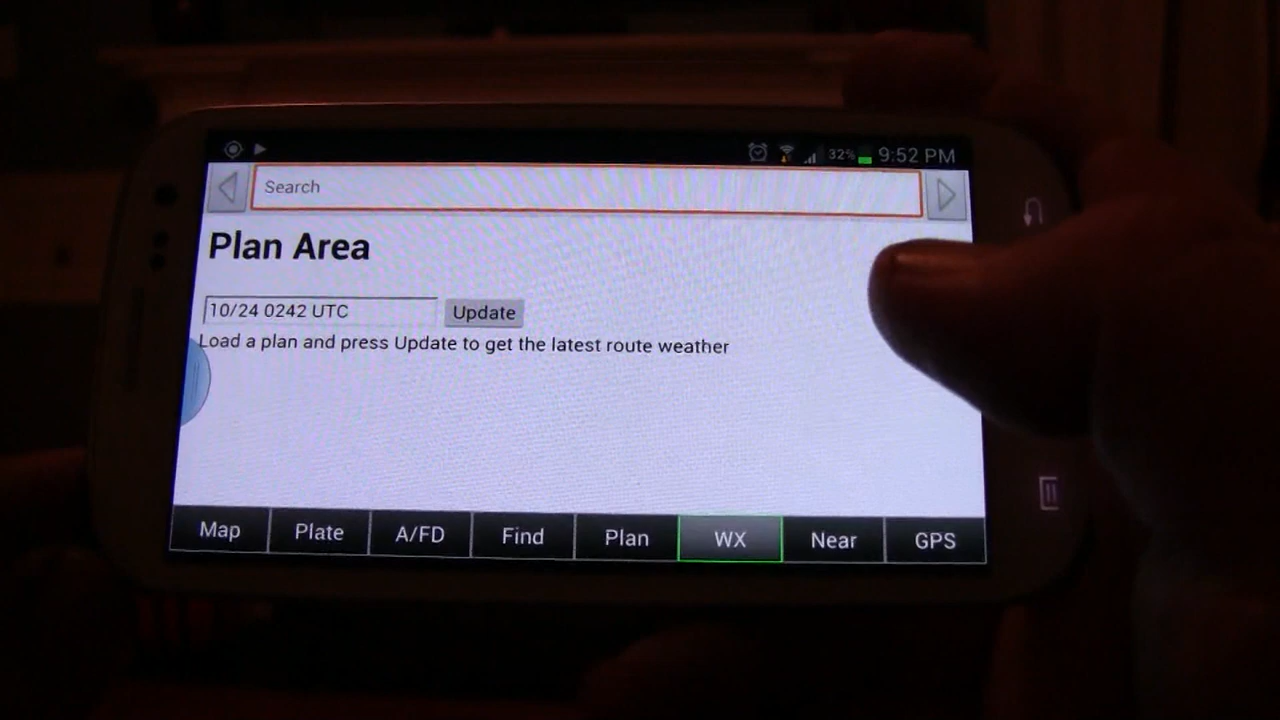 32% 9:52 PM
Search
Plan Area
10/24 0242 UTC Update
Load a plan and press Update to get the latest route weather
Map Plate A/FD Find Plan WX Near GPS